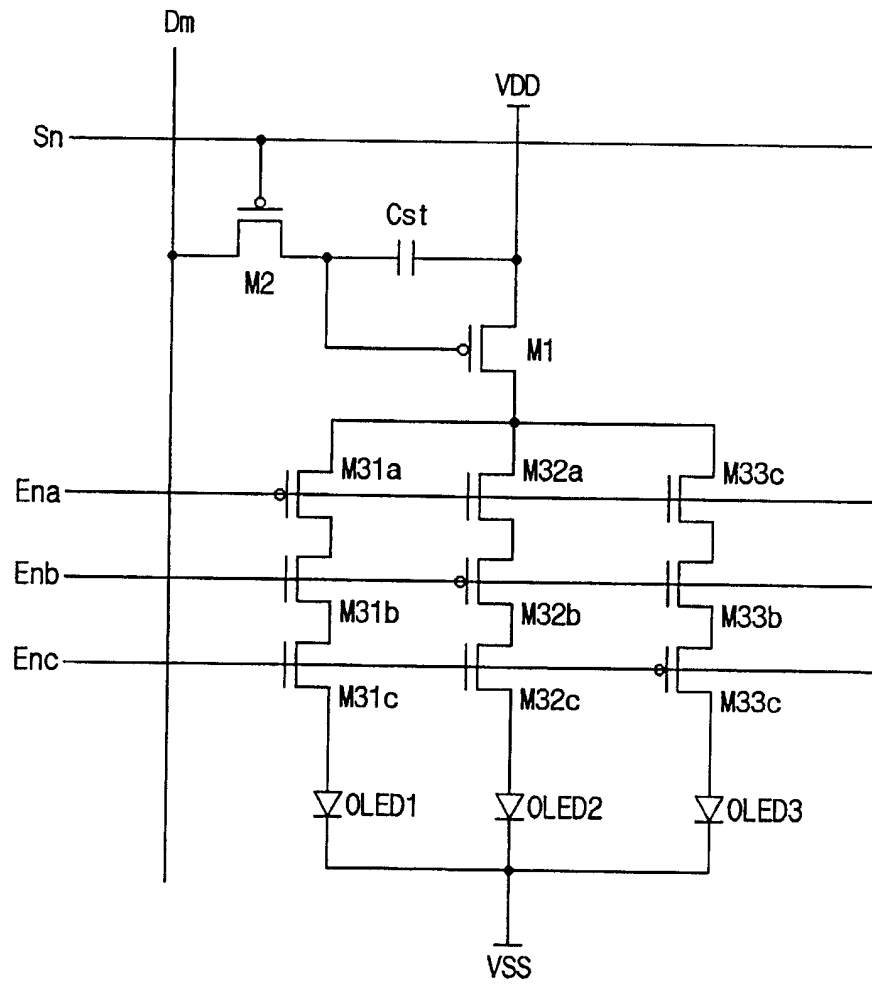 Dm
VDD
Sn
Cst
M2
M1
M31a
M32a
M33c
Ena
Enb
M31b
M32b
M33b
Enc
M31c
M32c
M33c
OLED1
OLED2
OLED3
VSS